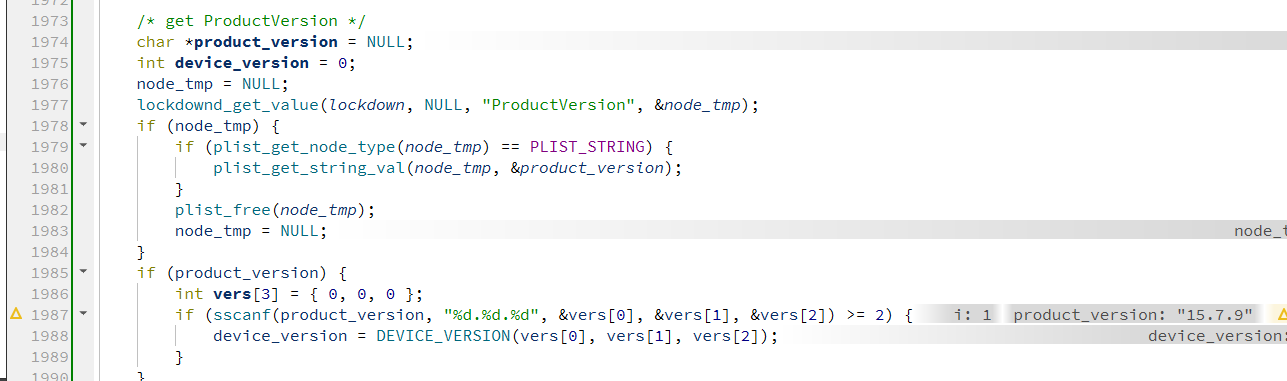 1973 /* get ProductVersion */
1974 char *product_version = NULL;
1975 int device_version = 0;
1976 node_tmp = NULL;
1977 lockdownd_get_value(lockdown, NULL, "ProductVersion", &node_tmp);
1978 if (node_tmp) {
1979 if (plist_get_node_type(node_tmp) == PLIST_STRING) {
1980 plist_get_string_val(node_tmp, &product_version);
1981 }
1982 plist_free(node_tmp);
1983 node_tmp = NULL; node_t
1984 }
1985 if (product_version) {
1986 int vers[3] = { 0, 0, 0 };
1987 if (sscanf(product_version, "%d.%d.%d", &vers[0], &vers[1], &vers[2]) >= 2) { i: 1 product_version: "15.7.9"
1988 device_version = DEVICE_VERSION(vers[0], vers[1], vers[2]); device_version:
1989 }
1990 }